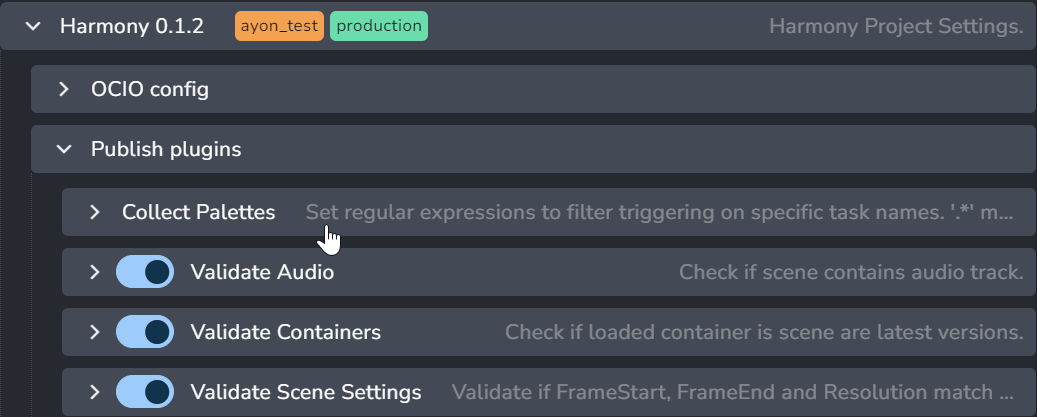 Harmony 0.1.2 ayon_test production Harmony Project Settings.
OCIO config
Publish plugins
Collect Palettes Set regular expressions to filter triggering on specific task names. '.*' m...
Validate Audio Check if scene contains audio track.
Validate Containers Check if loaded container is scene are latest versions.
Validate Scene Settings Validate if FrameStart, FrameEnd and Resolution match ...